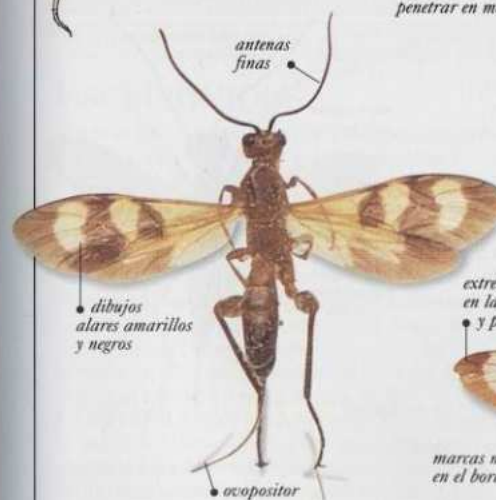 penetrar en m
antenas
finas
dibujos
alares amarillos
y negros
extre
en la
y p
marcas n
en el bor
ovopositor